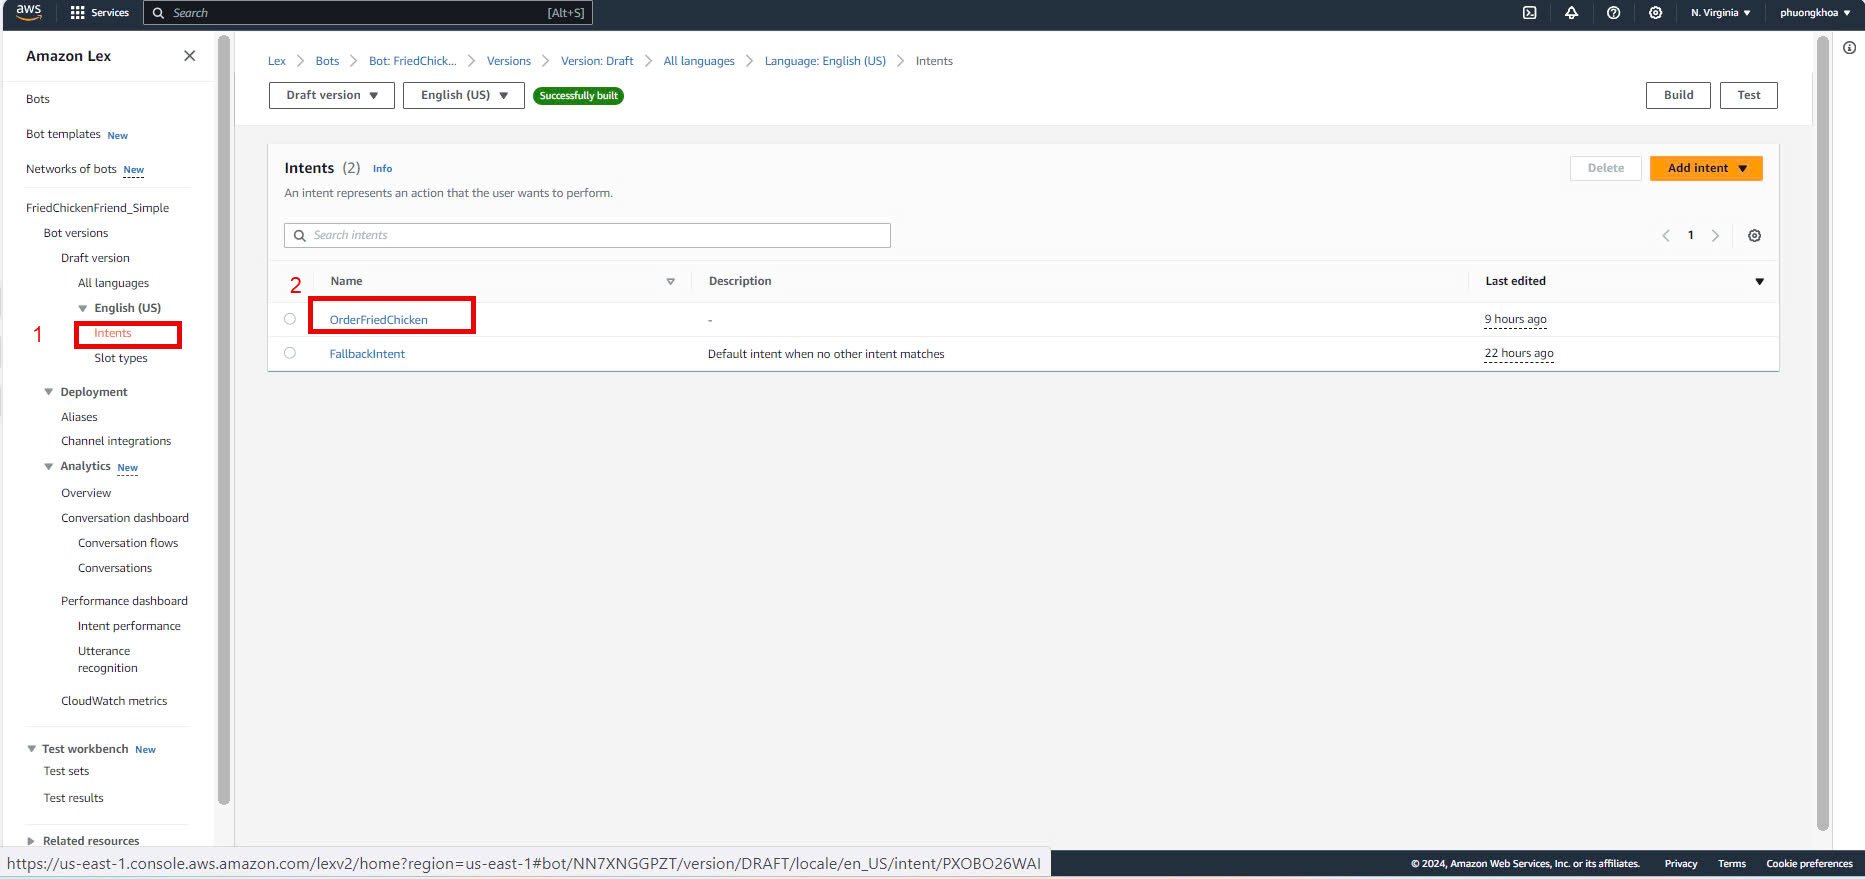 aws Services Search [Alt+S] N. Virginia phuongkhoa
Amazon Lex
Bots
Bot templates New
Networks of bots New
FriedChickenFriend_Simple
Bot versions
Draft version
All languages
English (US)
1 Intents
Slot types
Deployment
Aliases
Channel integrations
Analytics New
Overview
Conversation dashboard
Conversation flows
Conversations
Performance dashboard
Intent performance
Utterance
recognition
CloudWatch metrics
Test workbench New
Test sets
Test results
Related resources
Lex Bots Bot: FriedChick... Versions Version: Draft All languages Language: English (US) Intents
Draft version English (US) Successfully built Build Test
Intents (2) Info Delete Add intent
An intent represents an action that the user wants to perform.
Search intents 1
2 Name Description Last edited
OrderFriedChicken - 9 hours ago
FallbackIntent Default intent when no other intent matches 22 hours ago
https://us-east-1.console.aws.amazon.com/lexv2/home?region=us-east-1#bot/NN7XNGGPZT/version/DRAFT/locale/en_US/intent/PXOBO26WAI
© 2024, Amazon Web Services, Inc. or its affiliates. Privacy Terms Cookie preferences